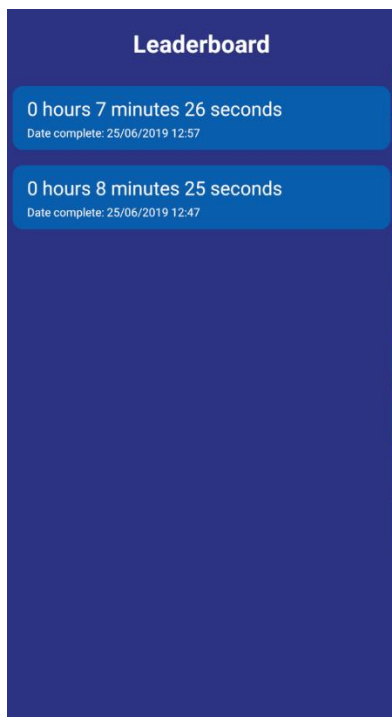 Leaderboard
0 hours 7 minutes 26 seconds
Date complete: 25/06/2019 12:57
0 hours 8 minutes 25 seconds
Date complete: 25/06/2019 12:47